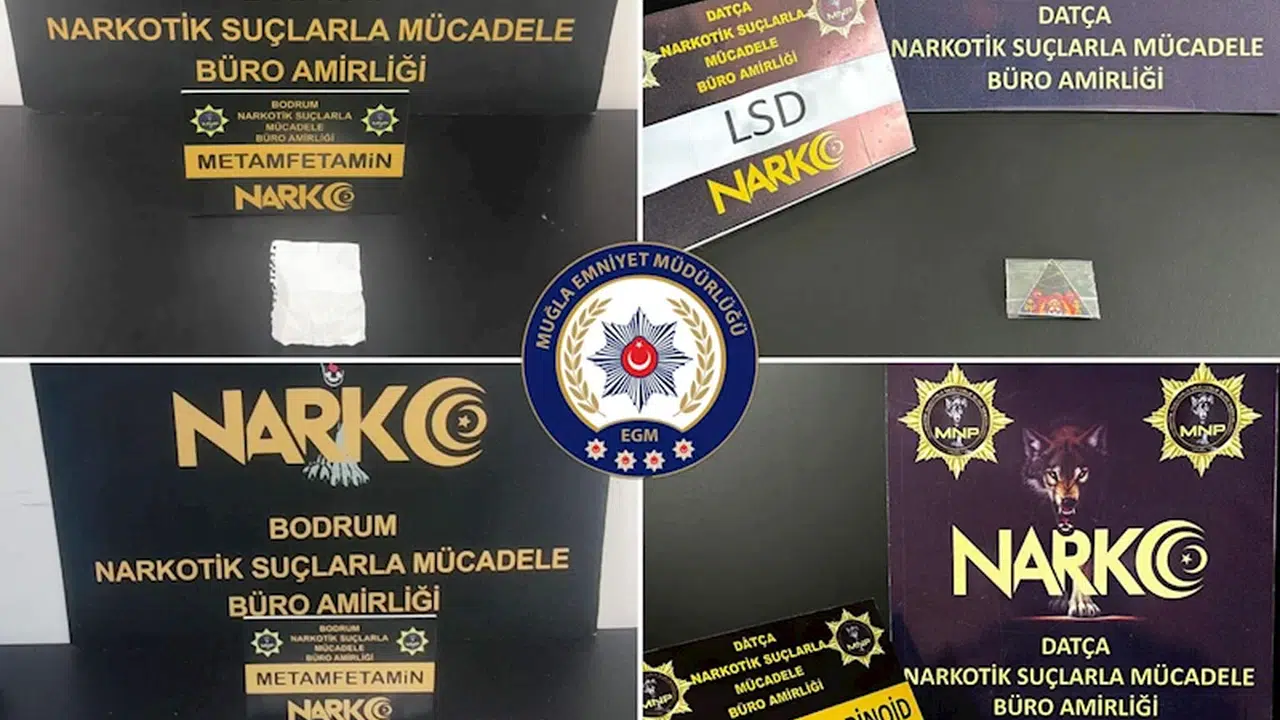 NARKOTİK SUÇLARLA MÜCADELE
BÜRO AMİRLİĞİ
BODRUM
NARKOTİK SUÇLARLA
MÜCADELE
BÜRO AMİRLİĞİ
METAMFETAMİN
NARKO
DATÇA
NARKOTİK SUÇLARLA
MÜCADELE
BÜRO AMİRLİĞİ
LSD
NARKO
MNP
DATÇA
NARKOTİK SUÇLARLA MÜCADELE
BÜRO AMİRLİĞİ
MUĞLA EMNİYET MÜDÜRLÜĞÜ
EGM
NARKO
BODRUM
NARKOTİK SUÇLARLA MÜCADELE
BÜRO AMİRLİĞİ
BODRUM
NARKOTİK SUÇLARLA
MÜCADELE
BÜRO AMİRLİĞİ
METAMFETAMİN
NARKO
MNP
MNP
NARKO
DATÇA
NARKOTİK SUÇLARLA MÜCADELE
BÜRO AMİRLİĞİ
DATÇA
NARKOTİK SUÇLARLA
MÜCADELE
BÜRO AMİRLİĞİ
MNP